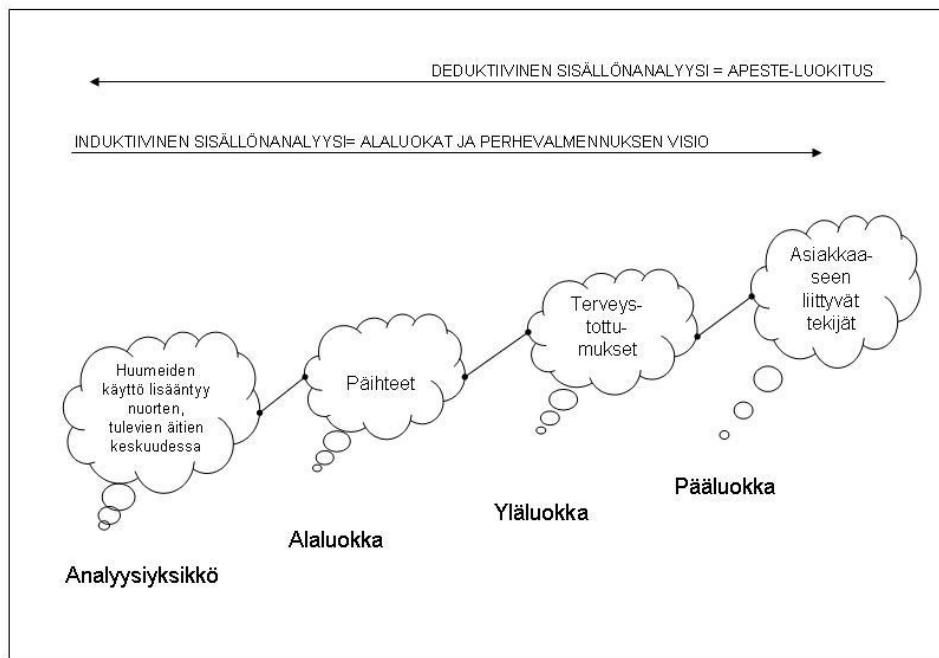 DEDUKTIIVINEN SISÄLLÖNANALYYSI = APESTE-LUOKITUS
INDUKTIIVINEN SISÄLLÖNANALYYSI= ALALUOKAT JA PERHEVALMENNUKSEN VISIO
Huumeiden
käyttö lisääntyy
nuorten,
tulevien äitien
keskuudessa
Analyysiyksikkö
Päihteet
Alaluokka
Terveys-
tottu-
mukset
Yläluokka
Asiakkaa-
seen
liittyvät
tekijät
Pääluokka